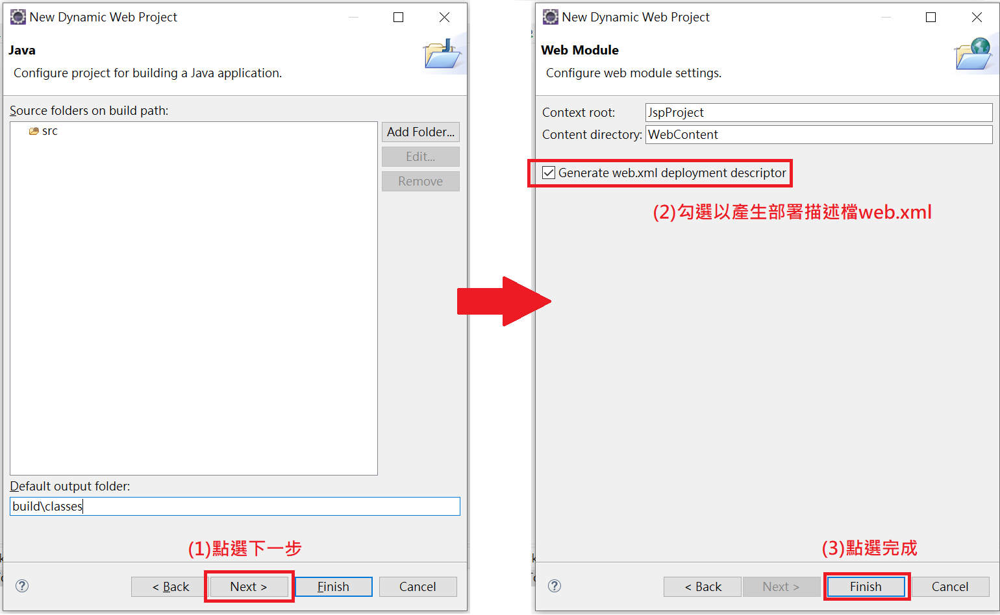 New Dynamic Web Project
Java
Configure project for building a Java application.
Source folders on build path:
src
Add Folder...
Edit...
Remove
Default output folder:
build\classes
(1)點選下一步
< Back
Next >
Finish
Cancel
New Dynamic Web Project
Web Module
Configure web module settings.
Context root: JspProject
Content directory: WebContent
Generate web.xml deployment descriptor
(2)勾選以產生部署描述檔web.xml
(3)點選完成
< Back
Next >
Finish
Cancel